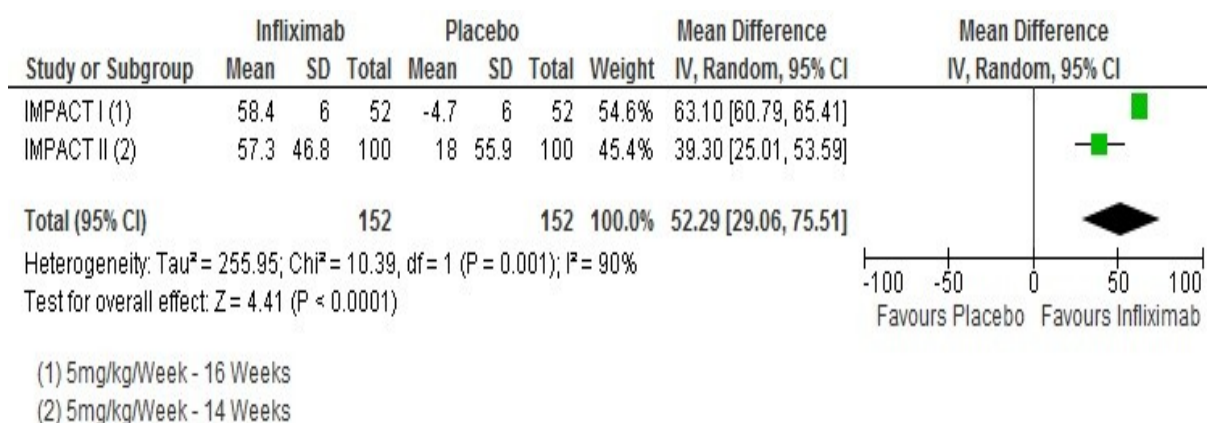 Infliximab Placebo Mean Difference Mean Difference
Study or Subgroup Mean SD Total Mean SD Total Weight IV, Random, 95% CI IV, Random, 95% CI
IMPACT I (1) 58.4 6 52 -4.7 6 52 54.6% 63.10 [60.79, 65.41]
IMPACT II (2) 57.3 46.8 100 18 55.9 100 45.4% 39.30 [25.01, 53.59]
Total (95% CI) 152 152 100.0% 52.29 [29.06, 75.51]
Heterogeneity: Tau² = 255.95; Chi² = 10.39, df = 1 (P = 0.001); I² = 90%
Test for overall effect: Z = 4.41 (P < 0.0001)
-100 -50 0 50 100
Favours Placebo Favours Infliximab
(1) 5mg/kg/Week - 16 Weeks
(2) 5mg/kg/Week - 14 Weeks